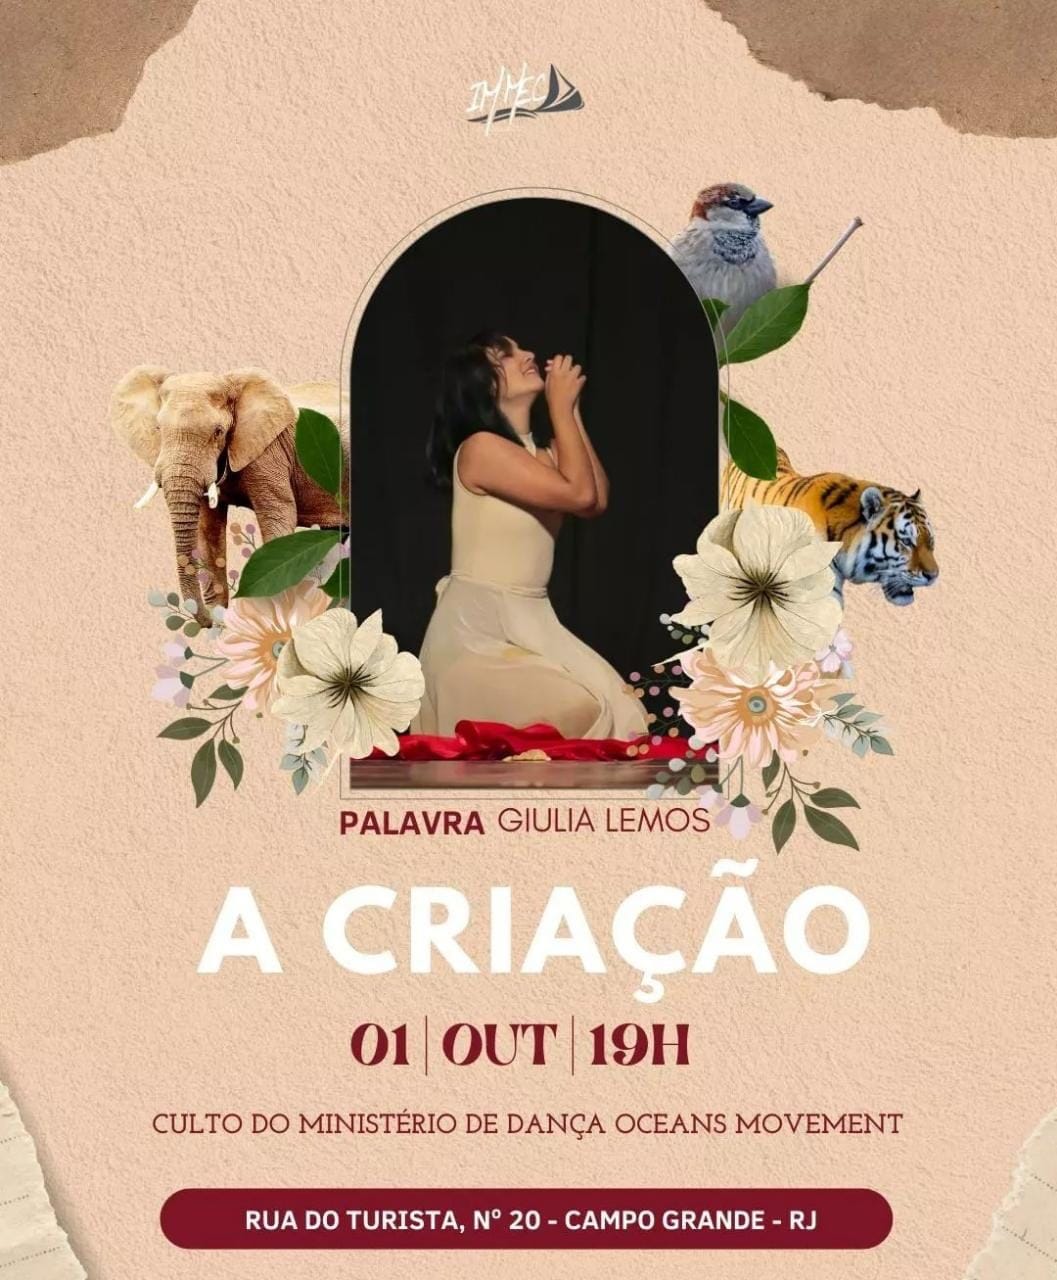 IMMEC
PALAVRA GIULIA LEMOS
A CRIAÇÃO
01 | OUT | 19H
CULTO DO MINISTÉRIO DE DANÇA OCEANS MOVEMENT
RUA DO TURISTA, Nº 20 - CAMPO GRANDE - RJ